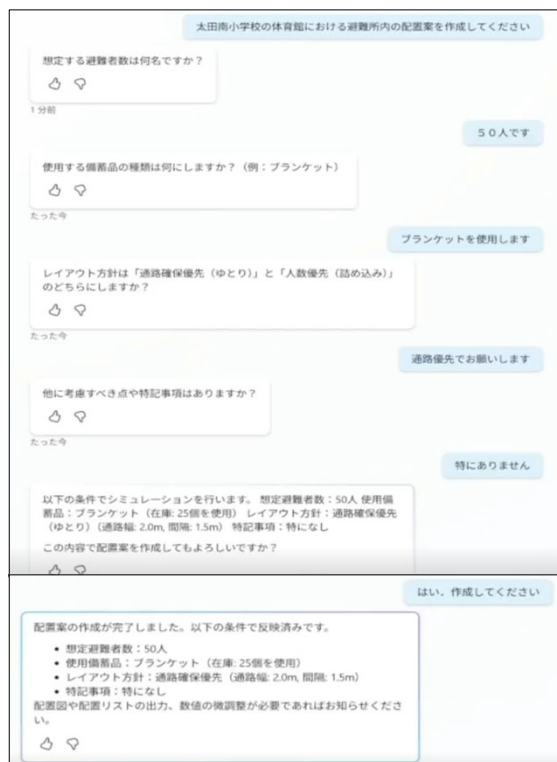 太田南小学校の体育館における避難所内の配置案を作成してください
想定する避難者数は何名ですか？
1 分前
５０人です
使用する備蓄品の種類は何にしますか？（例：ブランケット）
たった今
ブランケットを使用します
レイアウト方針は「通路確保優先（ゆとり）」と「人数優先（詰め込み）」
のどちらにしますか？
たった今
通路優先でお願いします
他に考慮すべき点や特記事項はありますか？
たった今
特にありません
以下の条件でシミュレーションを行います。 想定避難者数：50人 使用備
蓄品：ブランケット（在庫: 25個を使用） レイアウト方針：通路確保優先
（ゆとり）（通路幅: 2.0m, 間隔: 1.5m） 特記事項：特になし
この内容で配置案を作成してもよろしいですか？
はい．作成してください
配置案の作成が完了しました。以下の条件で反映済みです。
• 想定避難者数：50人
• 使用備蓄品：ブランケット（在庫: 25個を使用）
• レイアウト方針：通路確保優先（通路幅: 2.0m, 間隔: 1.5m）
• 特記事項：特になし
配置図や配置リストの出力、数値の微調整が必要であればお知らせくださ
い。